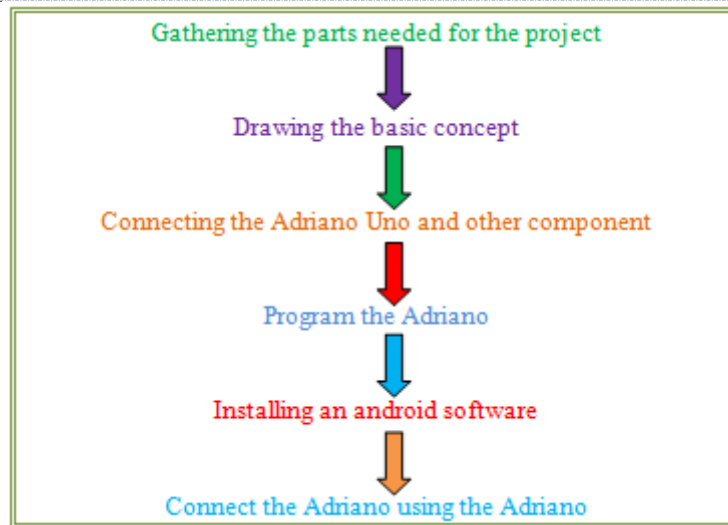 Gathering the parts needed for the project
Drawing the basic concept
Connecting the Adriano Uno and other component
Program the Adriano
Installing an android software
Connect the Adriano using the Adriano